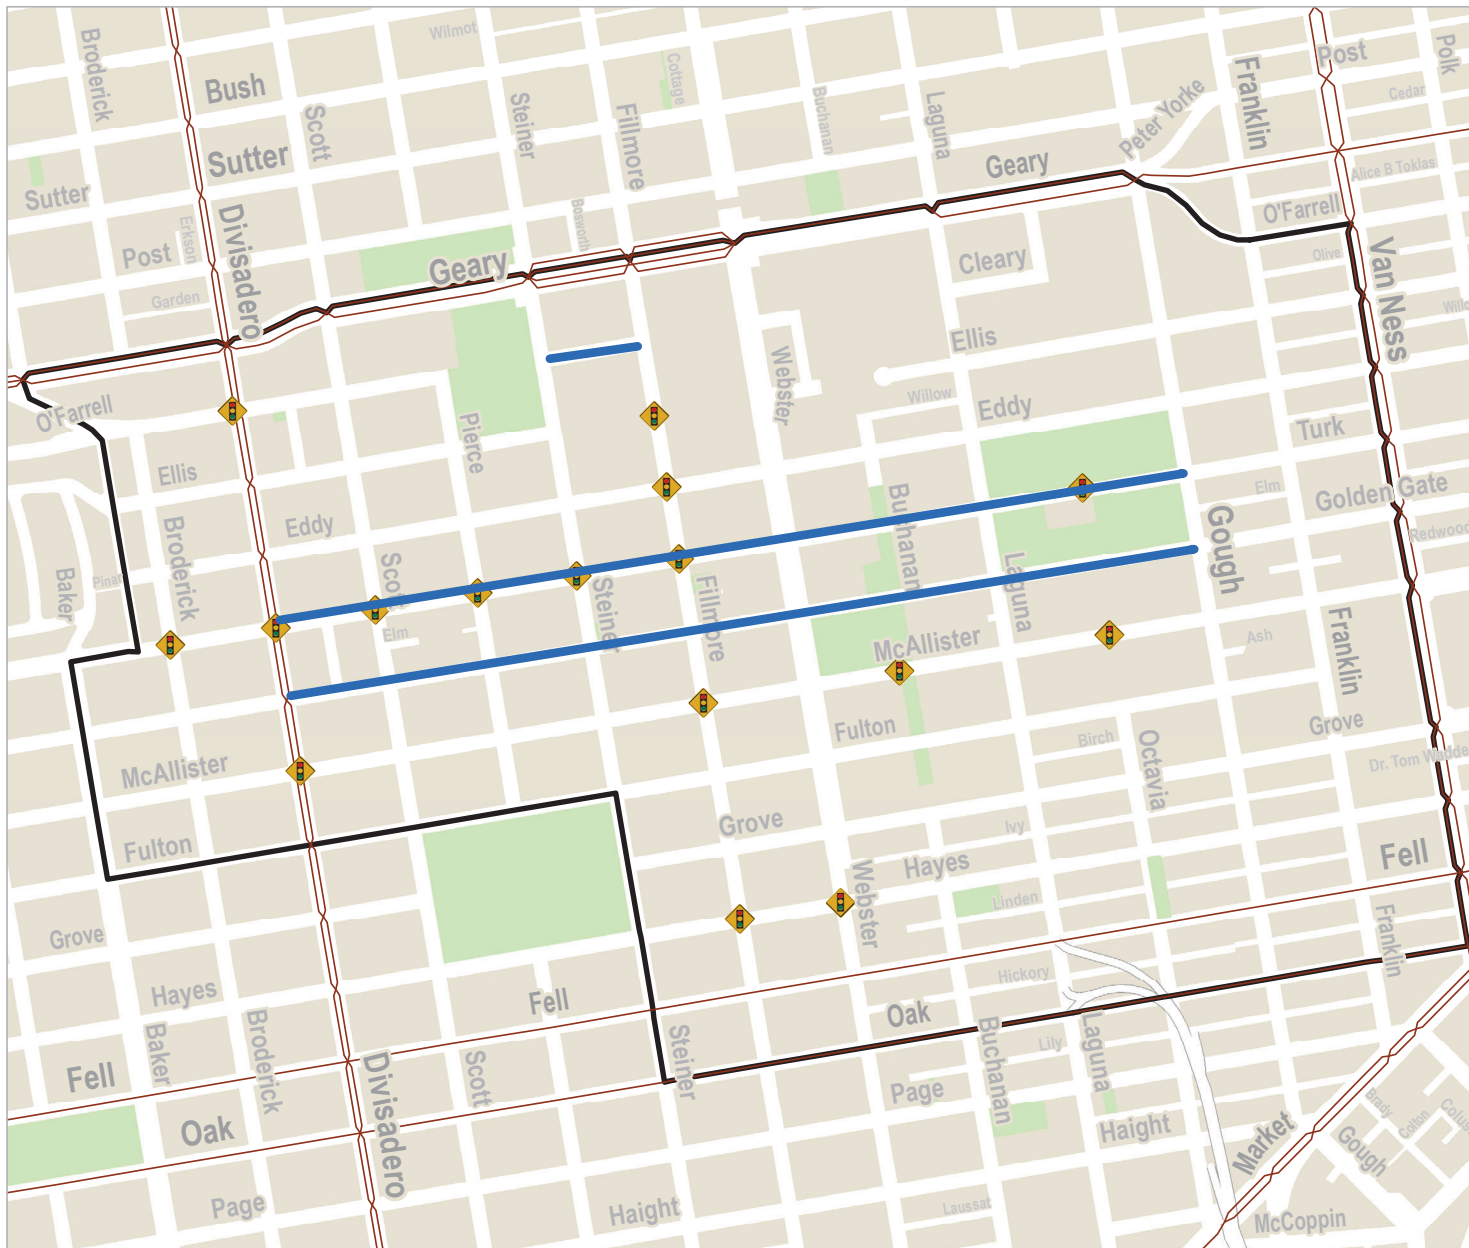 Wilmot
Broderick
Cottage
Post
Polk
Bush
Scott
Steiner
Fillmore
Buchanan
Laguna
Peter Yorke
Franklin
Cedar
Sutter
Geary
Alice B Toklas
Sutter
Divisadero
Erkson
Bosworth
O'Farrell
Post
Geary
Cleary
Olive
Van Ness
Garden
Ellis
Webster
Willow
Eddy
O'Farrell
Pierce
Turk
Ellis
Elm
Golden Gate
Broderick
Eddy
Buchanan
Gough
Redwood
Baker
Pinar
Scott
Elm
Steiner
Fillmore
Laguna
McAllister
Ash
Franklin
McAllister
Fulton
Birch
Octavia
Grove
Fulton
Grove
Ivy
Hayes
Fell
Webster
Linden
Franklin
Grove
Hayes
Fell
Hickory
Oak
Baker
Broderick
Divisadero
Scott
Steiner
Buchanan
Lily
Laguna
Fell
Page
Oak
Haight
Market
Gough
Brady
Colton
Page
Haight
Laussat
McCoppin